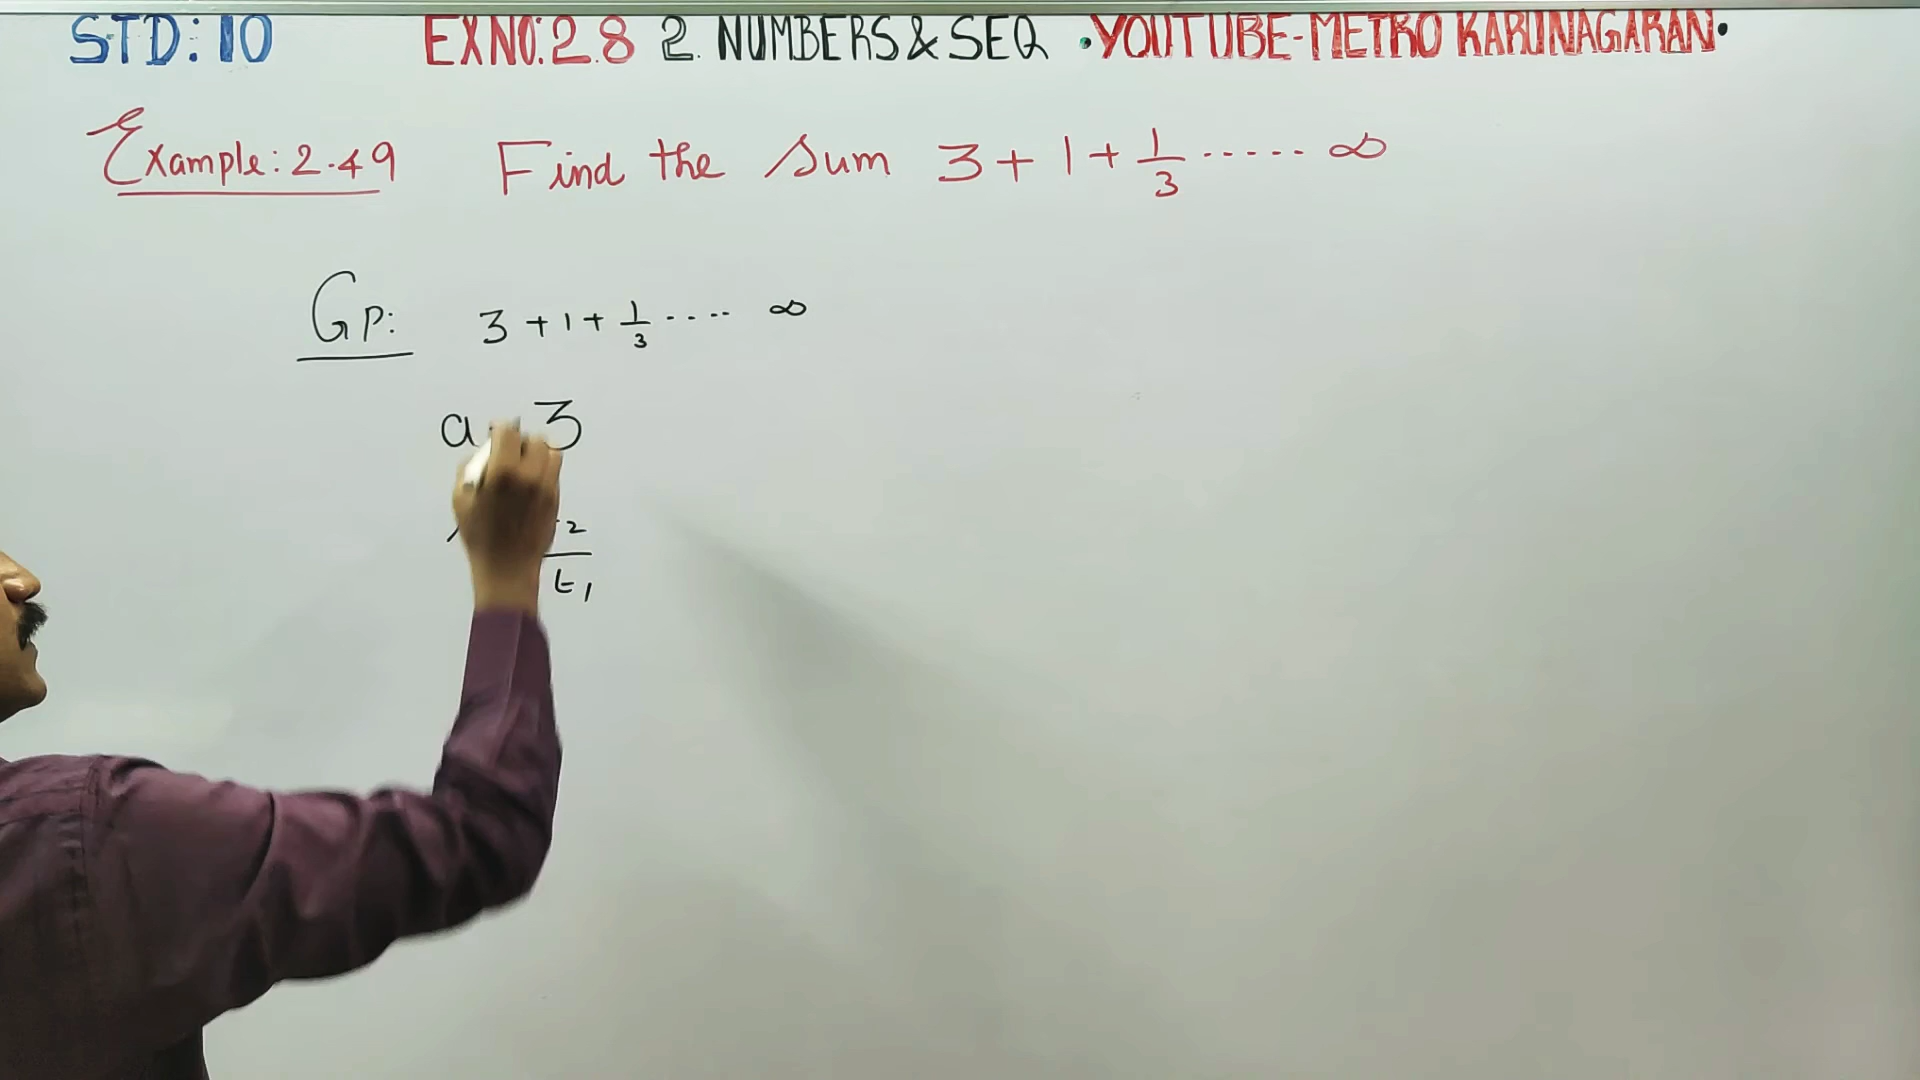 STD: 10 EXNO: 2.8 2. NUMBERS & SEQ •YOUTUBE-METRO KARUNAGARAN•
Example: 2.49 Find the Sum 3 + 1 + 1/3 ..... ∞
GP: 3 + 1 + 1/3 .... ∞
a 3
2
t1